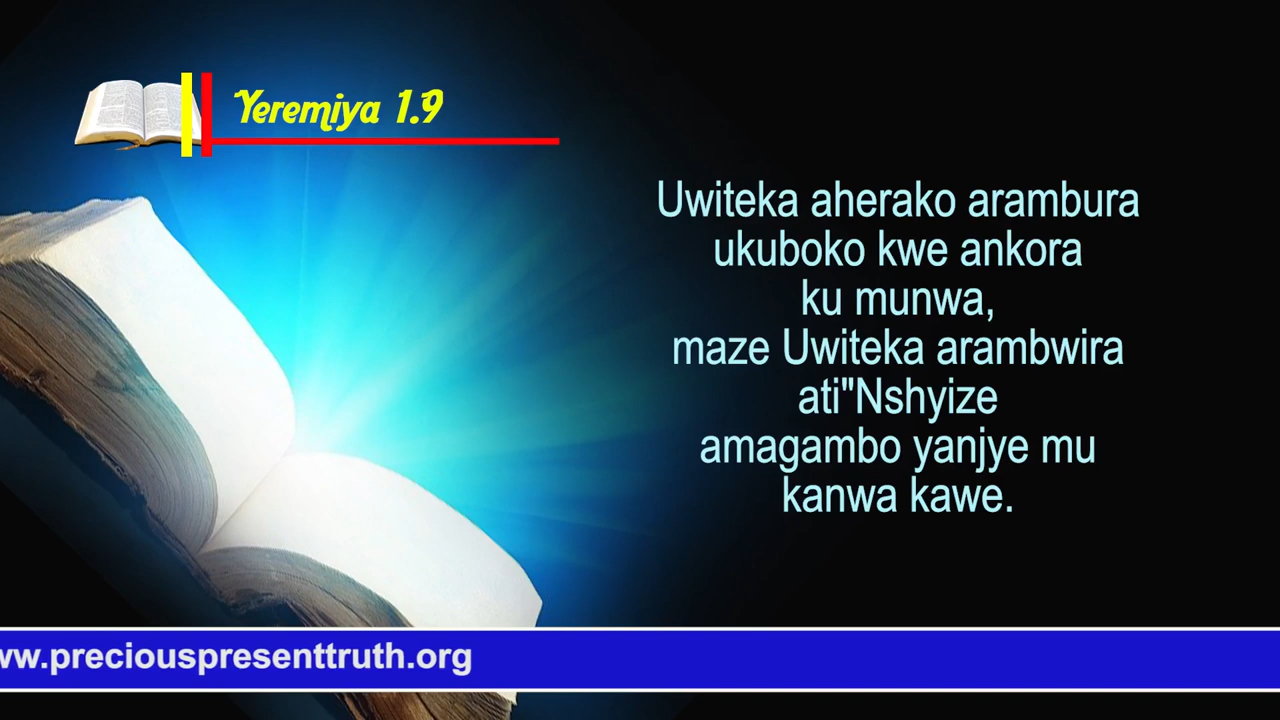 Yeremiya 1.9
Uwiteka aherako arambura
ukuboko kwe ankora
ku munwa,
maze Uwiteka arambwira
ati"Nshyize
amagambo yanjye mu
kanwa kawe.
ww.preciouspresenttruth.org